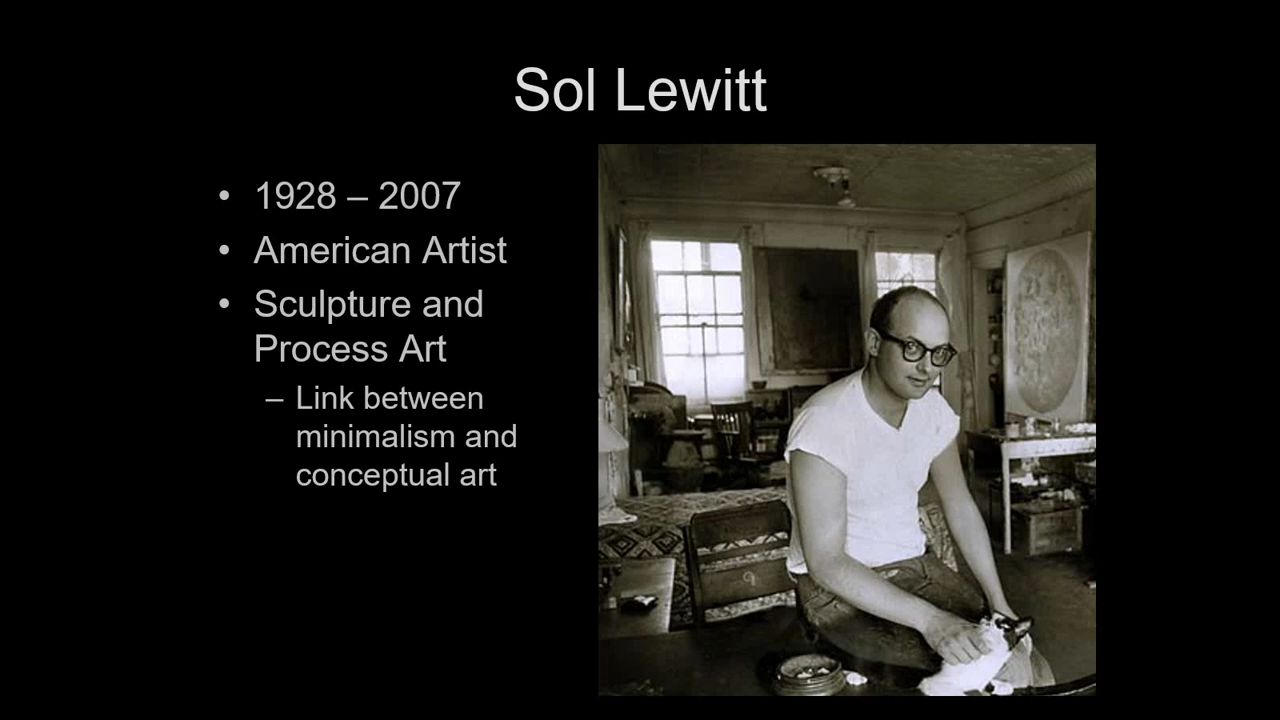 Sol Lewitt
• 1928 – 2007
• American Artist
• Sculpture and
Process Art
– Link between
minimalism and
conceptual art